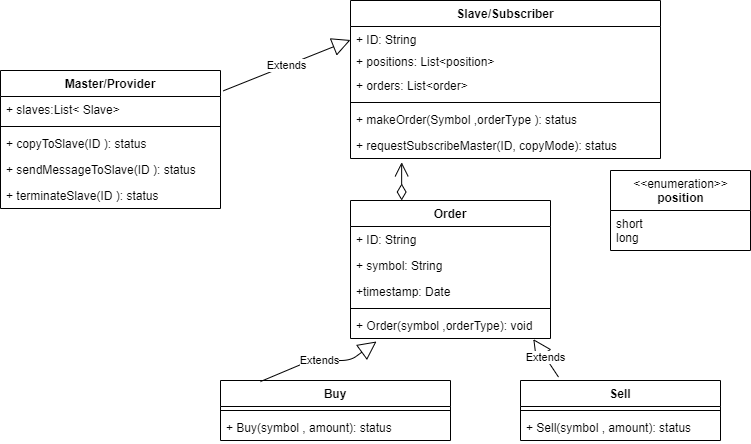 Slave/Subscriber
+ ID: String
+ positions: List<position>
+ orders: List<order>
+ makeOrder(Symbol ,orderType ): status
+ requestSubscribeMaster(ID, copyMode): status
Extends
Master/Provider
+ slaves:List< Slave>
+ copyToSlave(ID ): status
+ sendMessageToSlave(ID ): status
+ terminateSlave(ID ): status
<<enumeration>>
position
short
long
Order
+ ID: String
+ symbol: String
+timestamp: Date
+ Order(symbol ,orderType): void
Extends
Extends
Buy
+ Buy(symbol , amount): status
Sell
+ Sell(symbol , amount): status